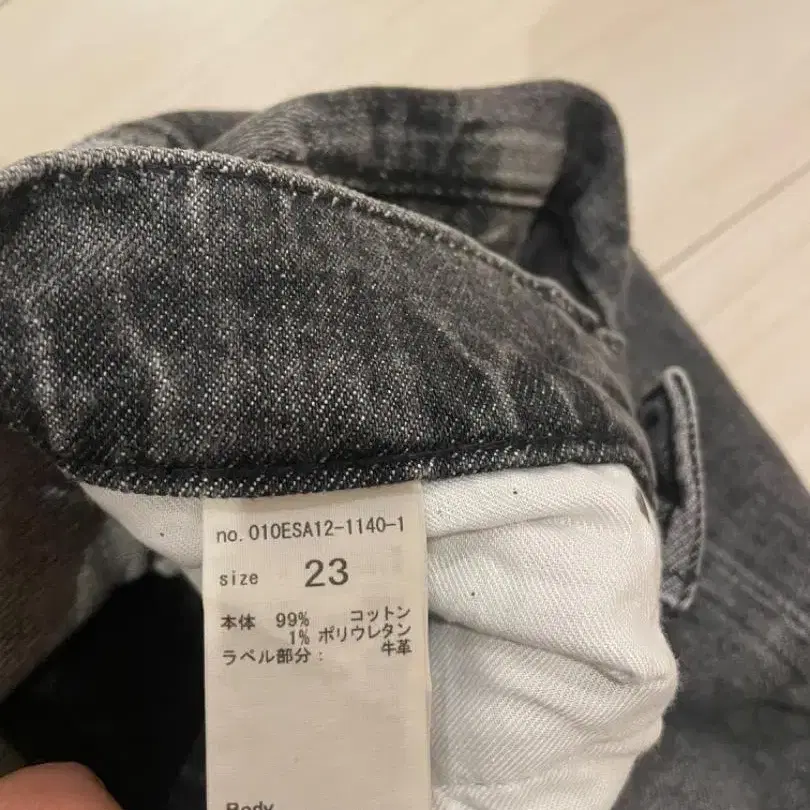 no. 010ESA12-1140-1
size 23
本体 99% コットン
1% ポリウレタン
ラベル部分: 牛革
Body